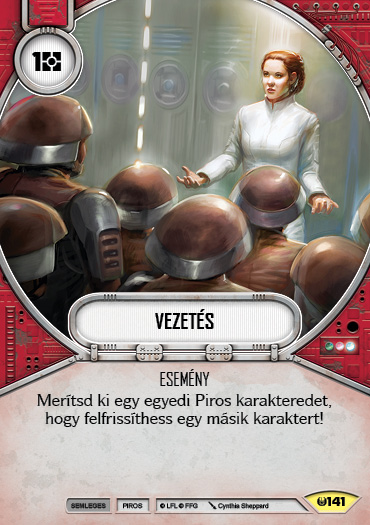 1
VEZETÉS
ESEMÉNY
Merítsd ki egy egyedi Piros karakteredet,
hogy felfrissíthess egy másik karaktert!
SEMLEGES PIROS © LFL © FFG Cynthia Sheppard 141